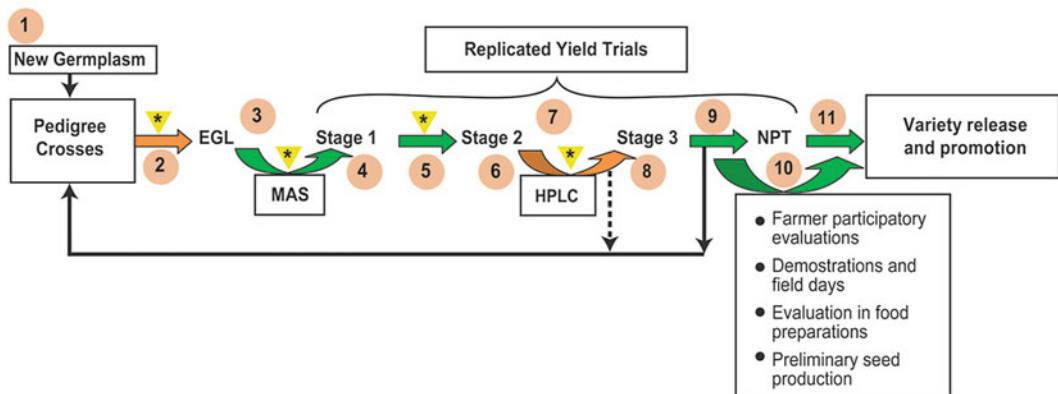 1
New Germplasm
Replicated Yield Trials
Pedigree
Crosses
*
2
EGL
3
*
MAS
Stage 1
4
*
5
Stage 2
6
7
*
HPLC
Stage 3
8
9
NPT
10
11
Variety release
and promotion
● Farmer participatory
evaluations
● Demostrations and
field days
● Evaluation in food
preparations
● Preliminary seed
production